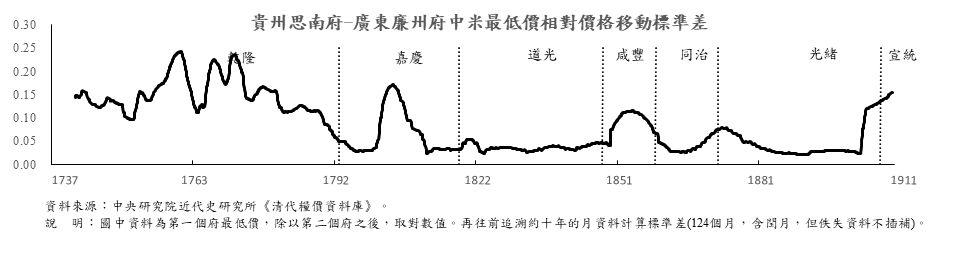 貴州思南府-廣東廉州府中米最低價相對價格移動標準差
0.30
0.25
0.20
0.15
0.10
0.05
0.00
乾隆
嘉慶
道光
咸豐
同治
光緒
宣統
1737
1763
1792
1822
1851
1881
1911
資料來源：中央研究院近代史研究所《清代糧價資料庫》。
說　明：圖中資料為第一個府最低價，除以第二個府之後，取對數值。再往前追溯約十年的月資料計算標準差(124個月，含閏月，但佚失資料不插補)。